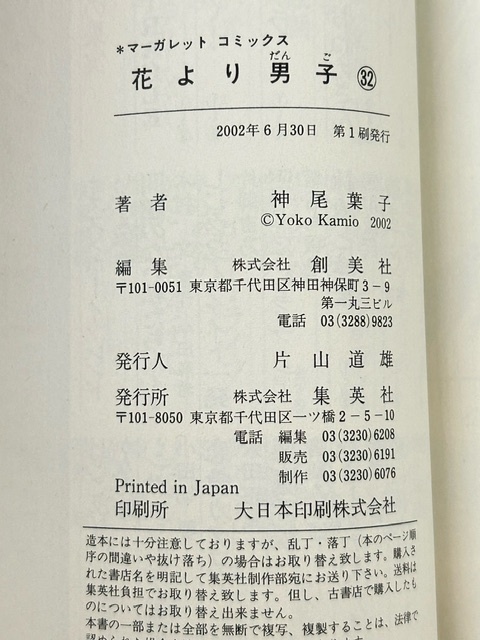 *マーガレット コミックス
花より男子 ㉜
だんご
2002年6月30日 第1刷発行
著者 神尾葉子
©Yoko Kamio 2002
編集 株式会社 創美社
〒101-0051 東京都千代田区神田神保町3-9
第一丸三ビル
電話 03(3288)9823
発行人 片山道雄
発行所 株式会社 集英社
〒101-8050 東京都千代田区一ツ橋2-5-10
電話 編集 03(3230)6208
販売 03(3230)6191
制作 03(3230)6076
Printed in Japan
印刷所 大日本印刷株式会社
造本には十分注意しておりますが、乱丁・落丁(本のページ順
序の間違いや抜け落ち)の場合はお取り替え致します。購入さ
れた書店名を明記して集英社制作部宛にお送り下さい。送料は
集英社負担でお取り替え致します。但し、古書店で購入したも
のについてはお取り替え出来ません。
本書の一部または全部を無断で複写、複製することは、法律で